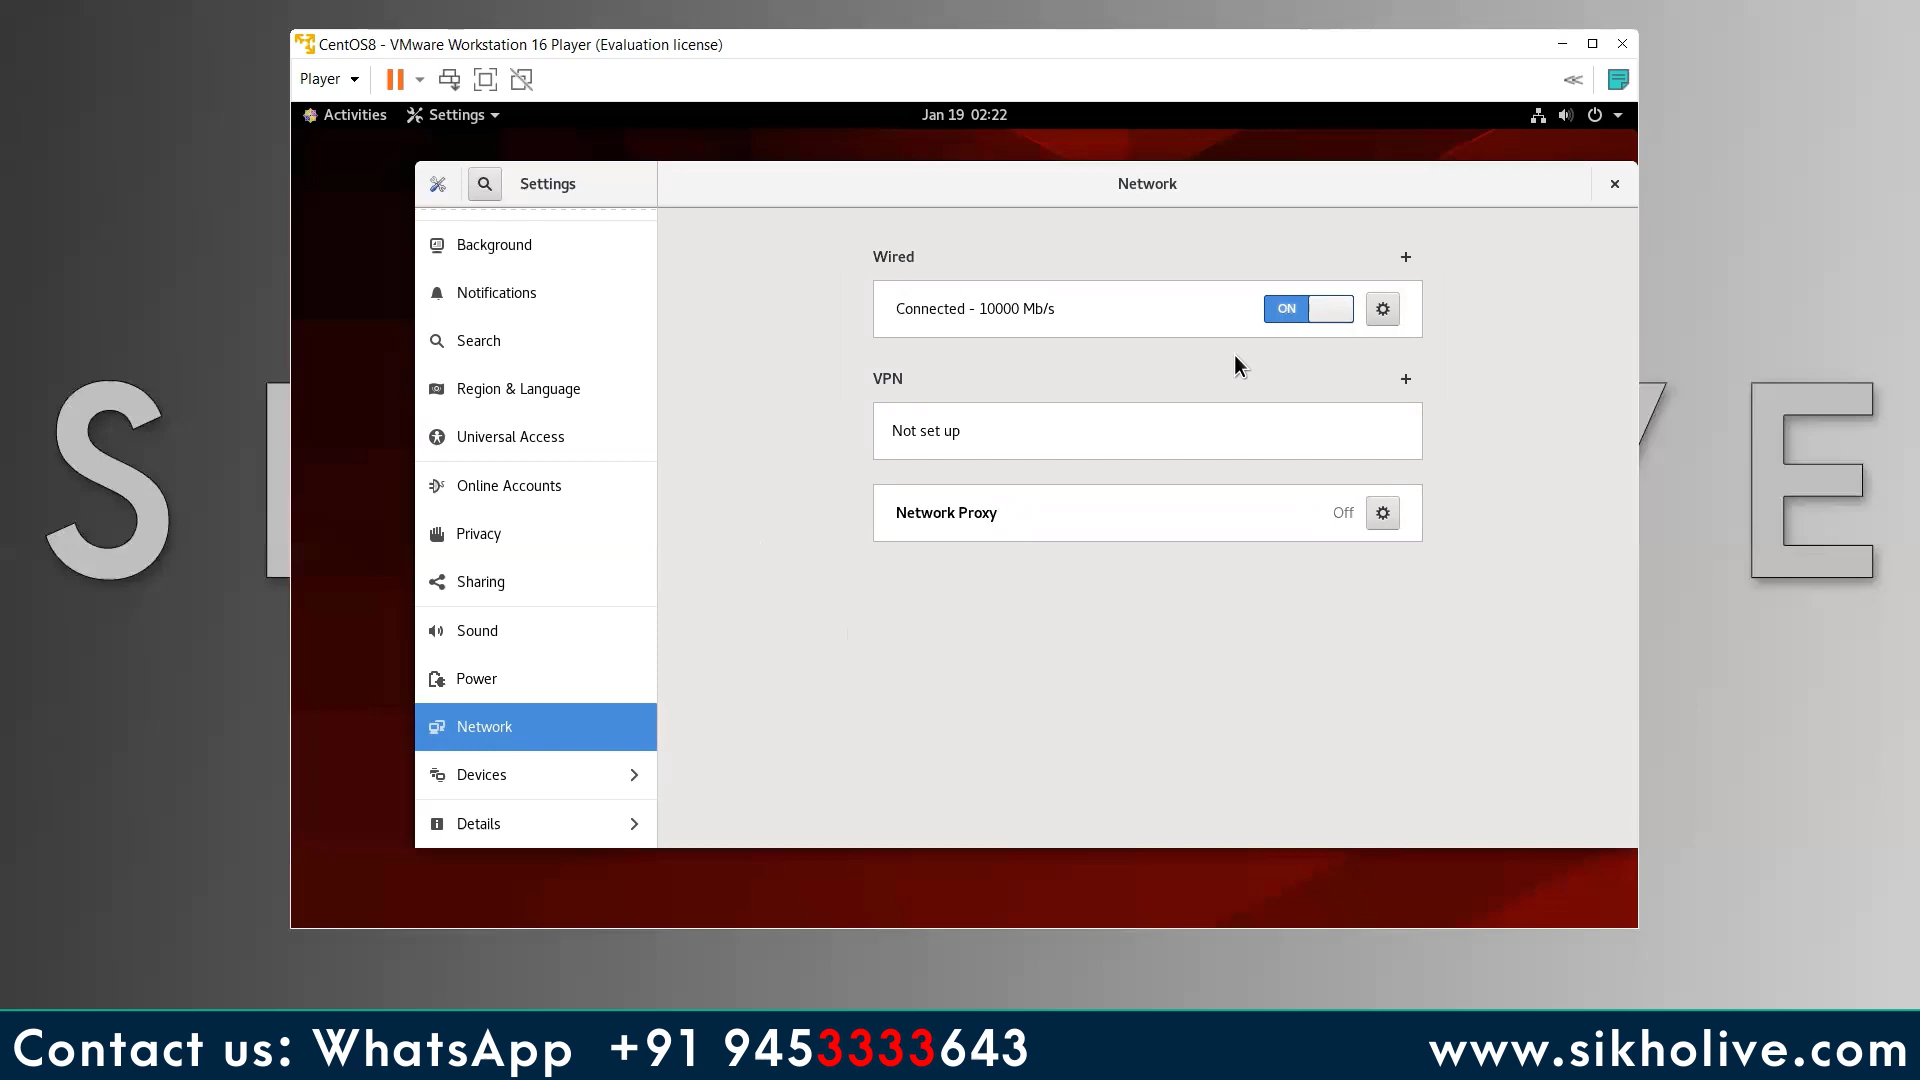 CentOS8 - VMware Workstation 16 Player (Evaluation license)
Player
Activities
Settings
Jan 19 02:22
Settings
Network
Background
Notifications
Search
Region & Language
Universal Access
Online Accounts
Privacy
Sharing
Sound
Power
Network
Devices
Details
Wired
Connected - 10000 Mb/s
ON
VPN
Not set up
Network Proxy
Off
S
E
Contact us: WhatsApp +91 9453333643
www.sikholive.com